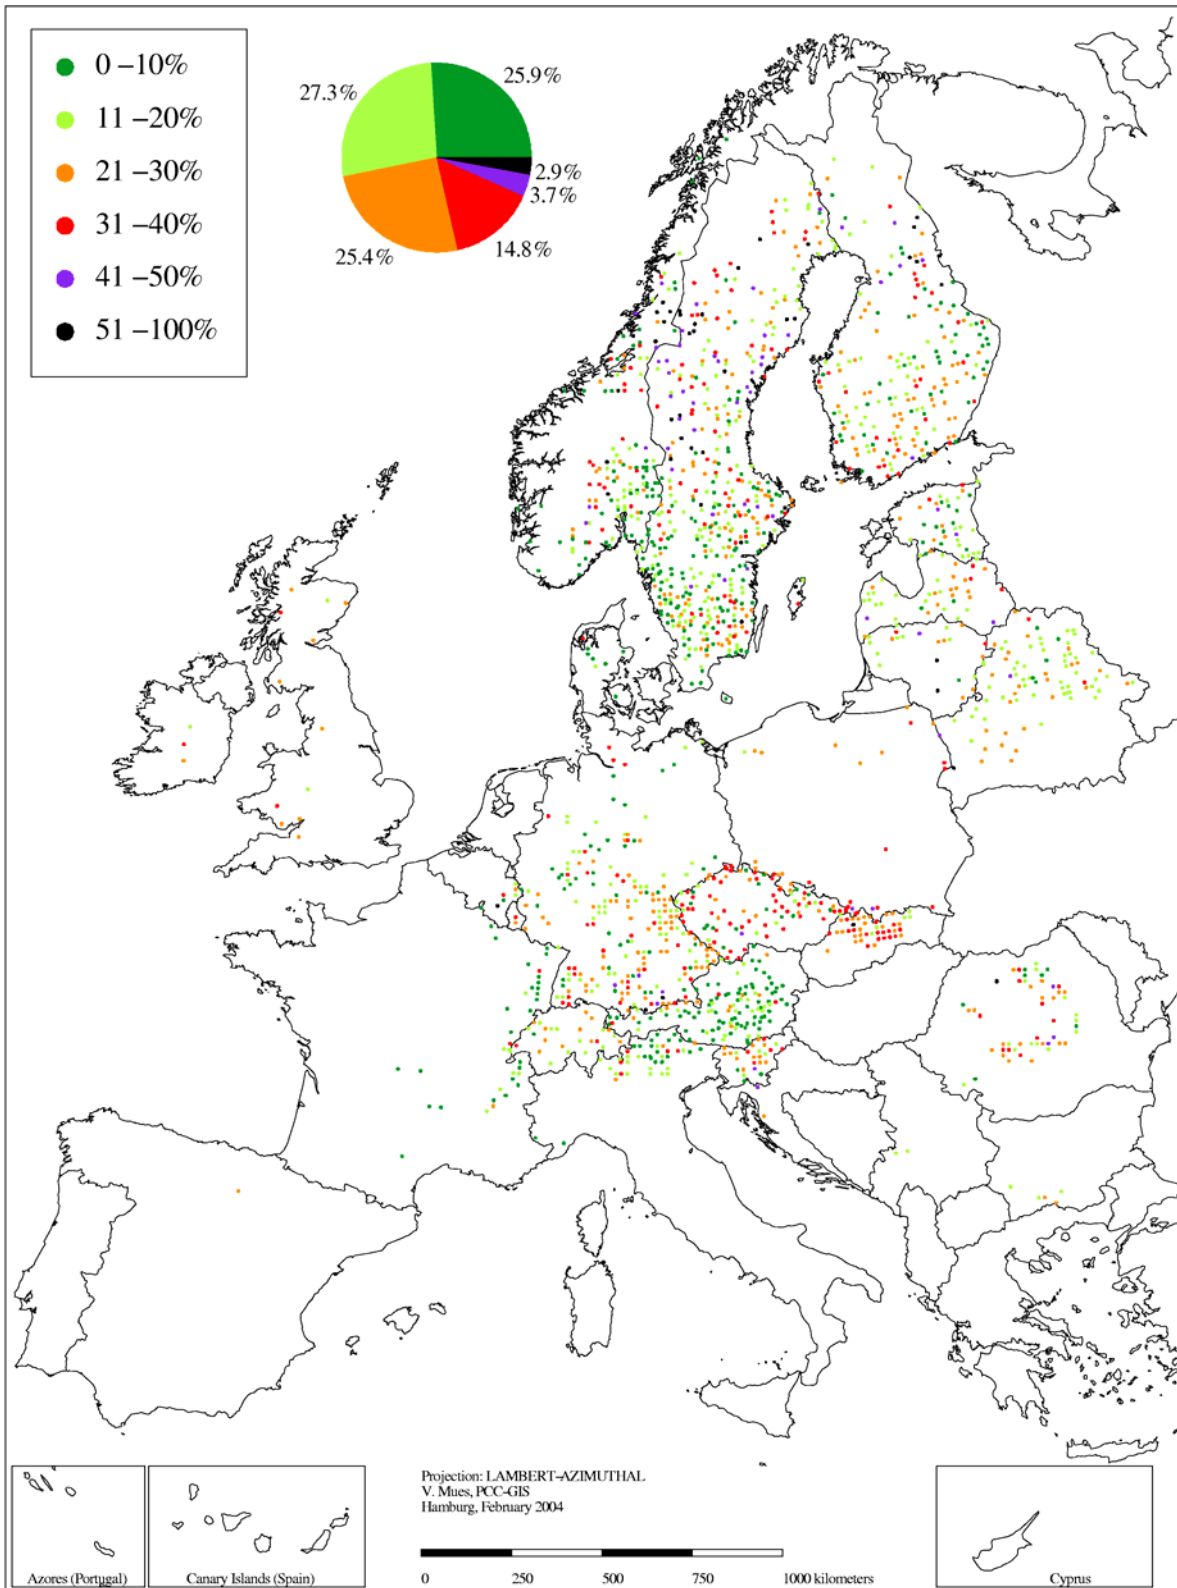 0 –10%
11 –20%
21 –30%
31 –40%
41 –50%
51 –100%
27.3%
25.9%
2.9%
3.7%
14.8%
25.4%
Projection: LAMBERT–AZIMUTHAL
V. Mues, PCC-GIS
Hamburg, February 2004
0 250 500 750 1000 kilometers
Azores (Portugal)
Canary Islands (Spain)
Cyprus